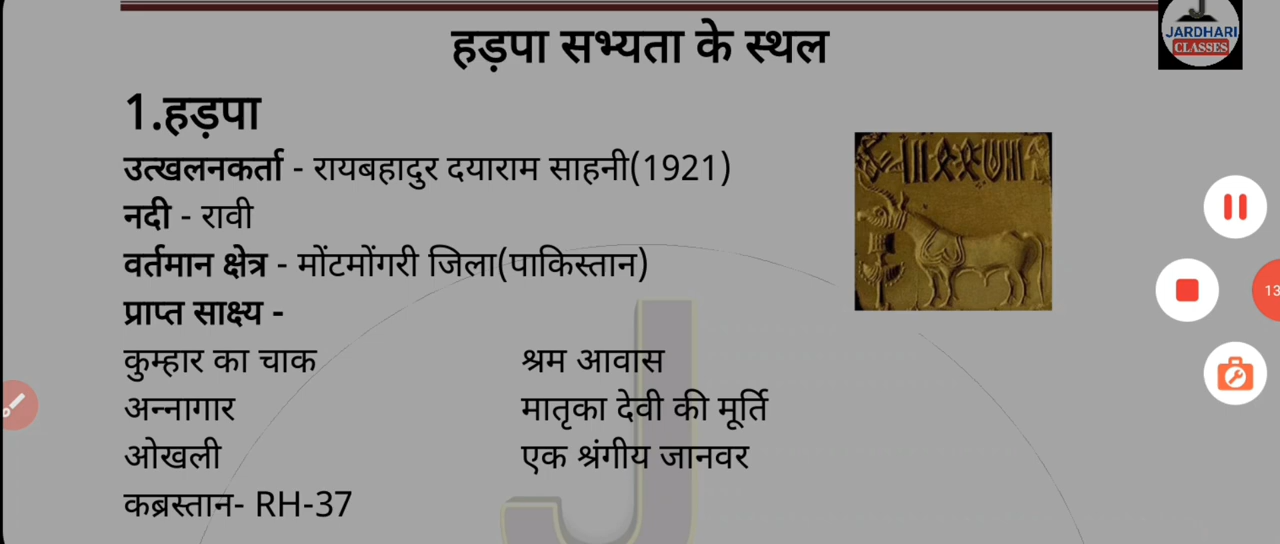 हड़पा सभ्यता के स्थल
JARDHARI
CLASSES
1.हड़पा
उत्खलनकर्ता - रायबहादुर दयाराम साहनी(1921)
नदी - रावी
वर्तमान क्षेत्र - मोंटमोंगरी जिला(पाकिस्तान)
प्राप्त साक्ष्य -
कुम्हार का चाक श्रम आवास
अन्नागार मातृका देवी की मूर्ति
ओखली एक श्रंगीय जानवर
कब्रस्तान- RH-37
13